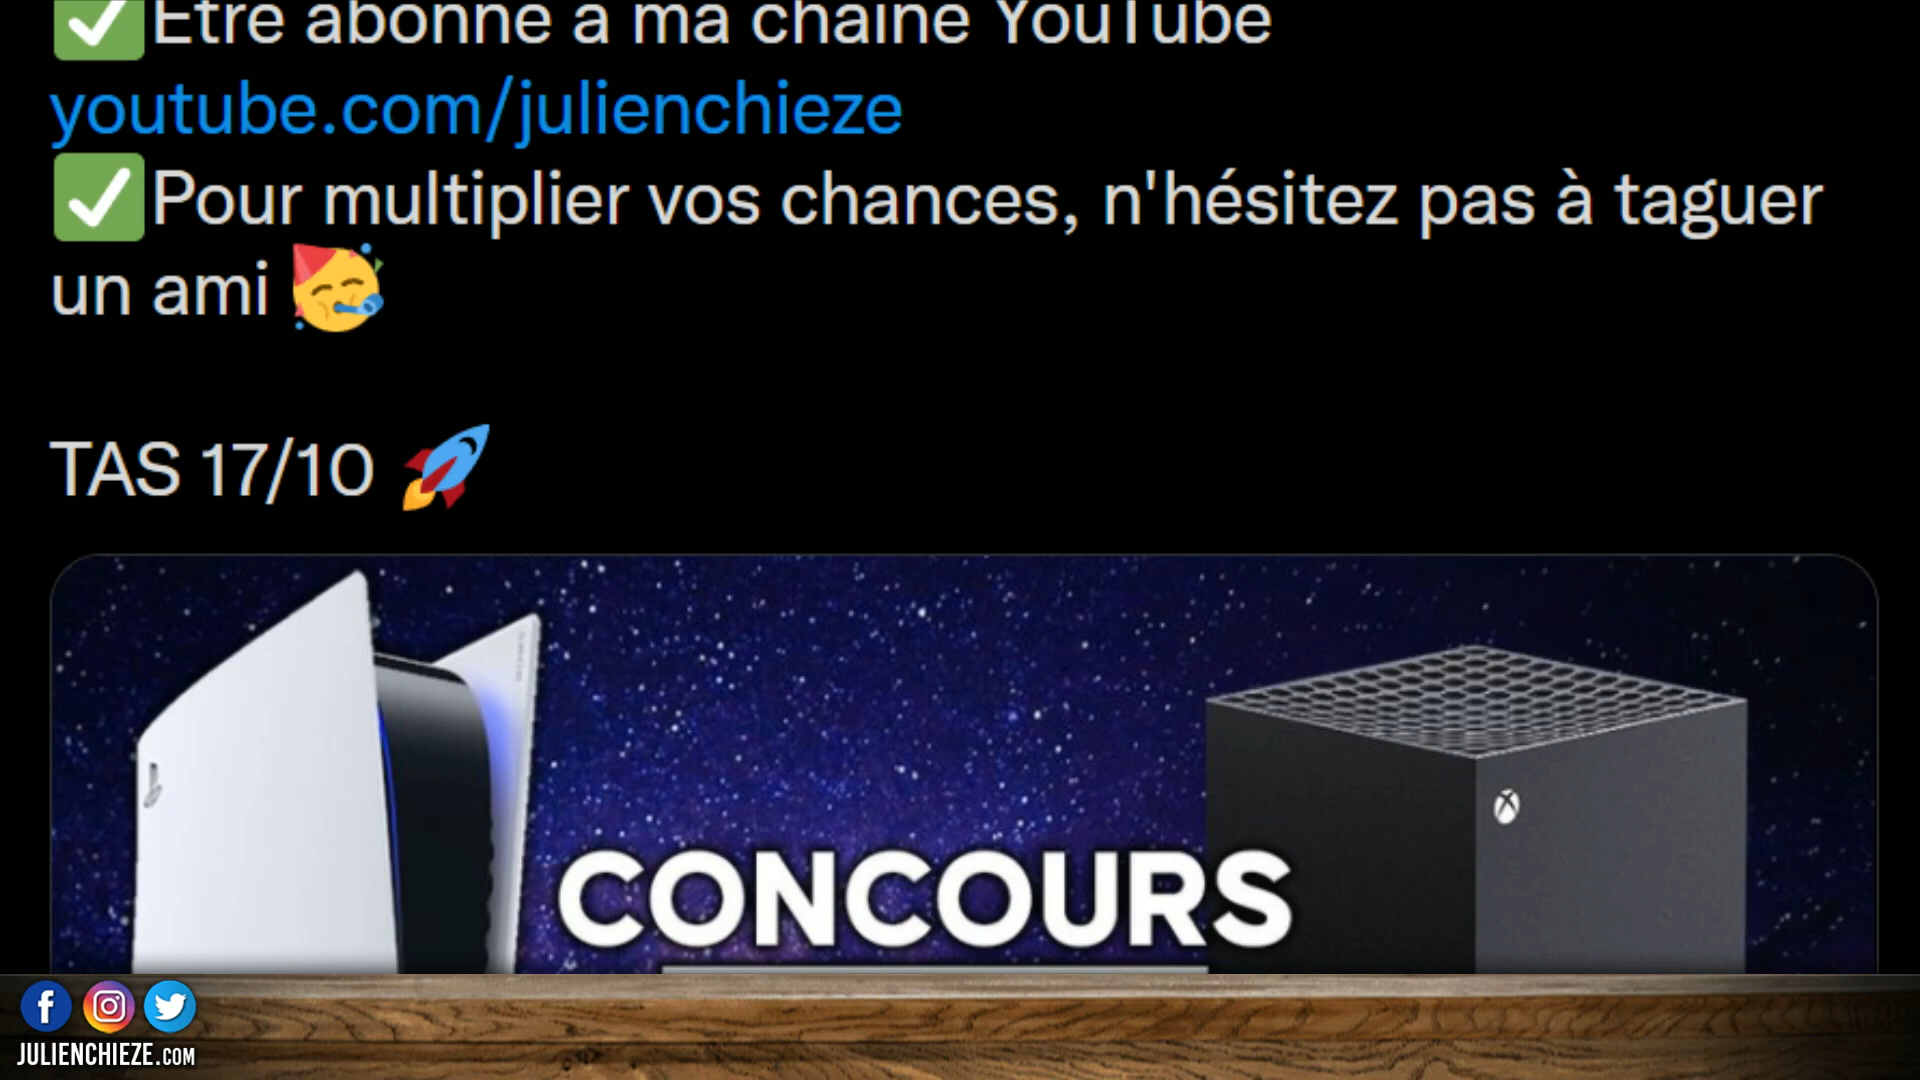 ✅Être abonné à ma chaîne YouTube
youtube.com/julienchieze
✅Pour multiplier vos chances, n'hésitez pas à taguer
un ami 🥳
TAS 17/10 🚀
CONCOURS
JULIENCHIEZE.COM